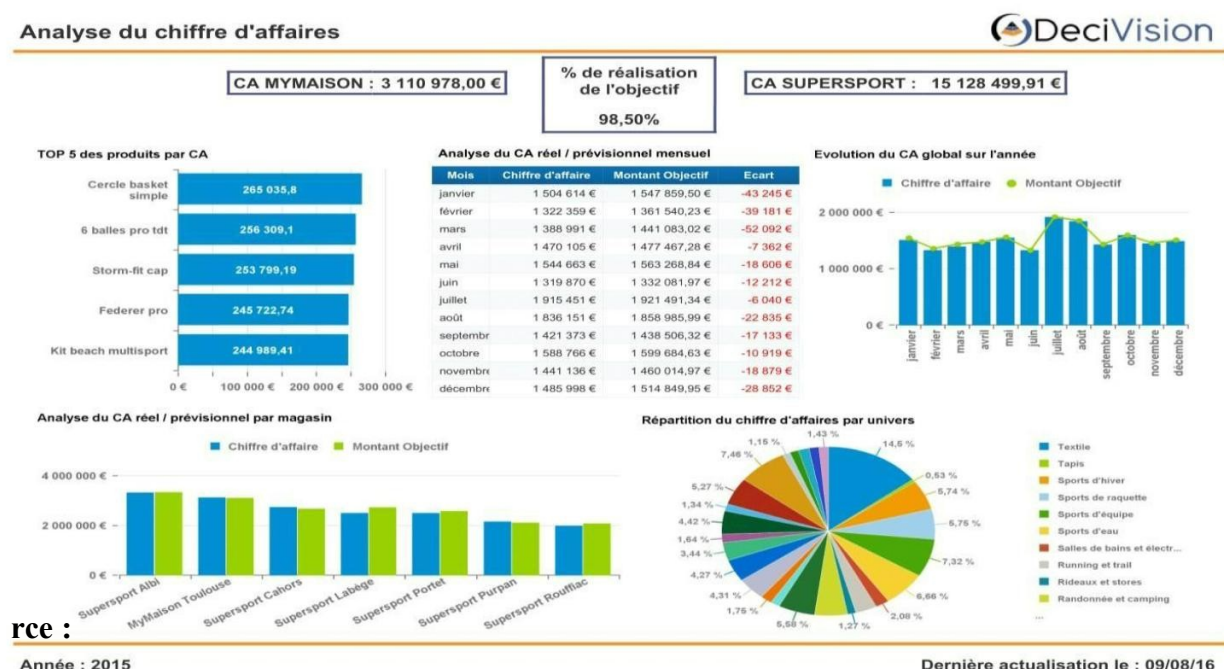 Analyse du chiffre d'affaires
DeciVision
CA MYMAISON : 3 110 978,00 €
% de réalisation
de l'objectif
98,50%
CA SUPERSPORT : 15 128 499,91 €
TOP 5 des produits par CA
Cercle basket
simple
265 035,8
6 balles pro tdt
256 309,1
Storm-fit cap
253 799,19
Federer pro
245 722,74
Kit beach multisport
244 989,41
0 € 100 000 € 200 000 € 300 000 €
Analyse du CA réel / prévisionnel mensuel
Mois Chiffre d'affaire Montant Objectif Ecart
janvier 1 504 614 € 1 547 859,50 € -43 245 €
février 1 322 359 € 1 361 540,23 € -39 181 €
mars 1 388 991 € 1 441 083,02 € -52 092 €
avril 1 470 105 € 1 477 467,28 € -7 362 €
mai 1 544 663 € 1 563 268,84 € -18 606 €
juin 1 319 870 € 1 332 081,97 € -12 212 €
juillet 1 915 451 € 1 921 491,34 € -6 040 €
août 1 836 151 € 1 858 985,99 € -22 835 €
septembr 1 421 373 € 1 438 506,32 € -17 133 €
octobre 1 588 766 € 1 599 684,63 € -10 919 €
novembre 1 441 136 € 1 460 014,97 € -18 879 €
décembre 1 485 998 € 1 514 849,95 € -28 852 €
Evolution du CA global sur l'année
Chiffre d'affaire Montant Objectif
2 000 000 €
1 000 000 €
0 €
janvier février mars avril mai juin juillet août septembre octobre novembre décembre
Analyse du CA réel / prévisionnel par magasin
Chiffre d'affaire Montant Objectif
4 000 000 €
2 000 000 €
0 €
Supersport Albi
MyMaison Toulouse
Supersport Cahors
Supersport Labége
Supersport Portet
Supersport Purpan
Supersport Rouffiac
Répartition du chiffre d'affaires par univers
14,5 %
0,53 %
5,74 %
5,75 %
7,32 %
6,66 %
2,08 %
1,27 %
5,58 %
1,75 %
4,31 %
4,27 %
3,44 %
1,64 %
4,42 %
1,34 %
5,27 %
7,46 %
1,15 %
1,43 %
Textile
Tapis
Sports d'hiver
Sports de raquette
Sports d'équipe
Sports d'eau
Salles de bains et électr...
Running et trail
Rideaux et stores
Randonnée et camping
...
rce :
Année : 2015
Dernière actualisation le : 09/08/16